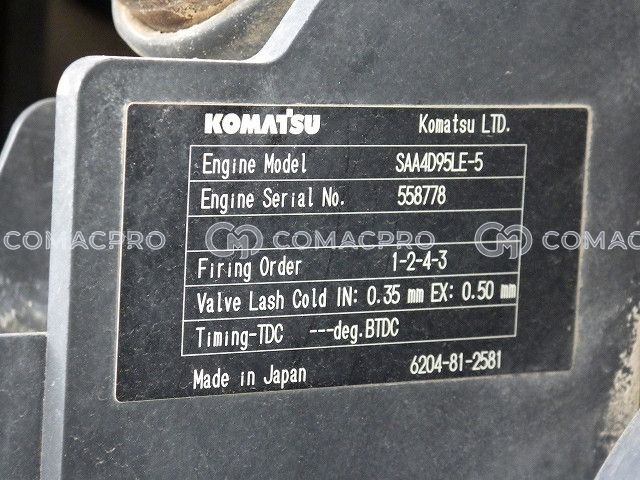 KOMATSU Komatsu LTD.
Engine Model SAA4D95LE-5
Engine Serial No. 558778
COMACPRO COMACPRO COMACPRO
Firing Order 1-2-4-3
Valve Lash Cold IN: 0.35 mm EX: 0.50 mm
Timing-TDC ---deg.BTDC
Made in Japan 6204-81-2581